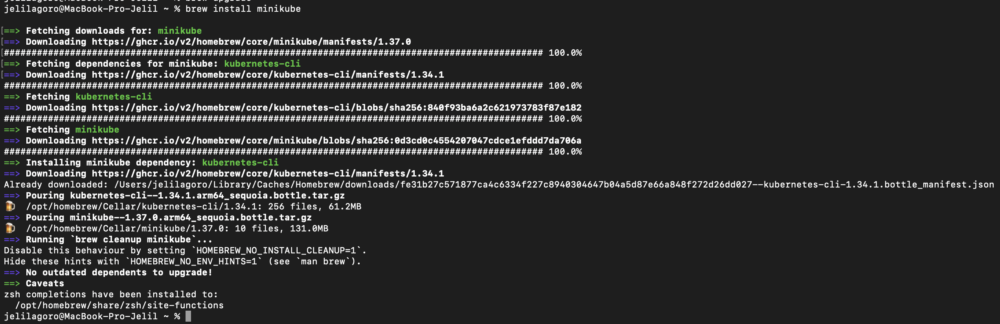 jelilagoro@MacBook-Pro-Jelil ~ % brew upgrade
jelilagoro@MacBook-Pro-Jelil ~ % brew install minikube
[==> Fetching downloads for: minikube
[==> Downloading https://ghcr.io/v2/homebrew/core/minikube/manifests/1.37.0
[################################################################################################## 100.0%
[==> Fetching dependencies for minikube: kubernetes-cli
[==> Downloading https://ghcr.io/v2/homebrew/core/kubernetes-cli/manifests/1.34.1
################################################################################################## 100.0%
==> Fetching kubernetes-cli
==> Downloading https://ghcr.io/v2/homebrew/core/kubernetes-cli/blobs/sha256:840f93ba6a2c621973783f87e182
################################################################################################## 100.0%
==> Fetching minikube
==> Downloading https://ghcr.io/v2/homebrew/core/minikube/blobs/sha256:0d3cd0c4554207047cdce1efddd7da706a
################################################################################################## 100.0%
==> Installing minikube dependency: kubernetes-cli
==> Downloading https://ghcr.io/v2/homebrew/core/kubernetes-cli/manifests/1.34.1
Already downloaded: /Users/jelilagoro/Library/Caches/Homebrew/downloads/fe31b27c571877ca4c6334f227c8940304647b04a5d87e66a848f272d26dd027--kubernetes-cli-1.34.1.bottle_manifest.json
==> Pouring kubernetes-cli--1.34.1.arm64_sequoia.bottle.tar.gz
🍺 /opt/homebrew/Cellar/kubernetes-cli/1.34.1: 256 files, 61.2MB
==> Pouring minikube--1.37.0.arm64_sequoia.bottle.tar.gz
🍺 /opt/homebrew/Cellar/minikube/1.37.0: 10 files, 131.0MB
==> Running `brew cleanup minikube`...
Disable this behaviour by setting `HOMEBREW_NO_INSTALL_CLEANUP=1`.
Hide these hints with `HOMEBREW_NO_ENV_HINTS=1` (see `man brew`).
==> No outdated dependents to upgrade!
==> Caveats
zsh completions have been installed to:
  /opt/homebrew/share/zsh/site-functions
jelilagoro@MacBook-Pro-Jelil ~ %